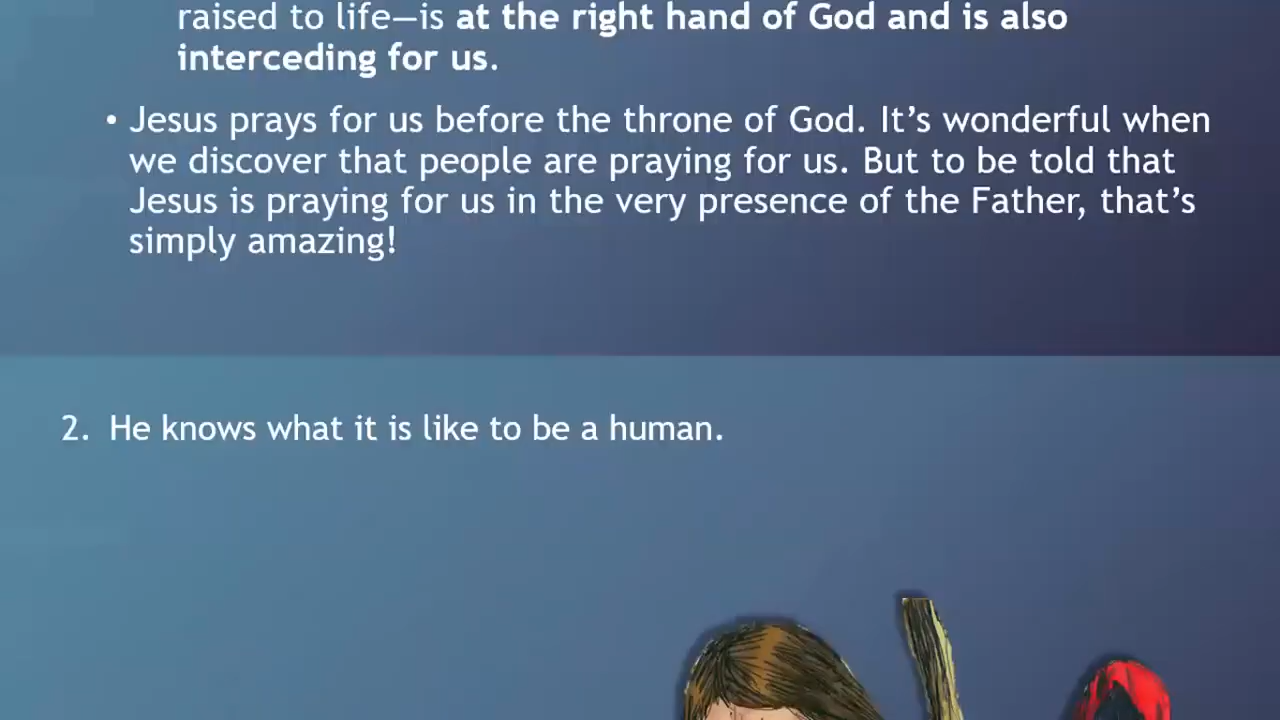 raised to life—is at the right hand of God and is also
interceding for us.
• Jesus prays for us before the throne of God. It’s wonderful when
we discover that people are praying for us. But to be told that
Jesus is praying for us in the very presence of the Father, that’s
simply amazing!
2. He knows what it is like to be a human.